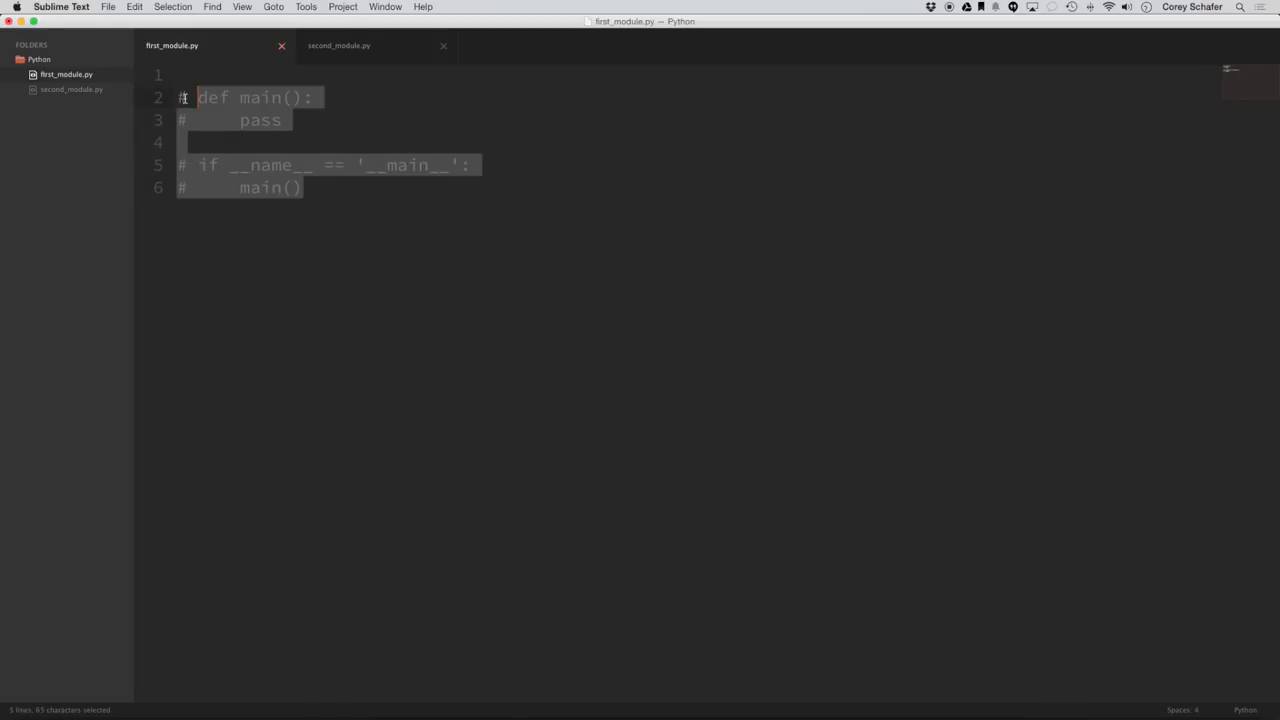 Sublime Text File Edit Selection Find View Goto Tools Project Window Help Corey Schafer
first_module.py — Python
FOLDERS
Python
first_module.py
second_module.py
first_module.py second_module.py
1
2 # def main():
3 #     pass
4
5 # if __name__ == '__main__':
6 #     main()
5 lines, 65 characters selected Spaces: 4 Python